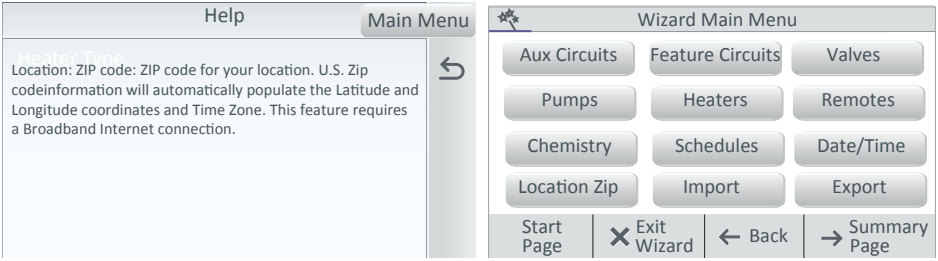 Help
Main Menu
Heater Type
Location: ZIP code: ZIP code for your location. U.S. Zip
codeinformation will automatically populate the Latitude and
Longitude coordinates and Time Zone. This feature requires
a Broadband Internet connection.
Wizard Main Menu
Aux Circuits
Feature Circuits
Valves
Pumps
Heaters
Remotes
Chemistry
Schedules
Date/Time
Location Zip
Import
Export
Start
Page
Exit
Wizard
Back
Summary
Page